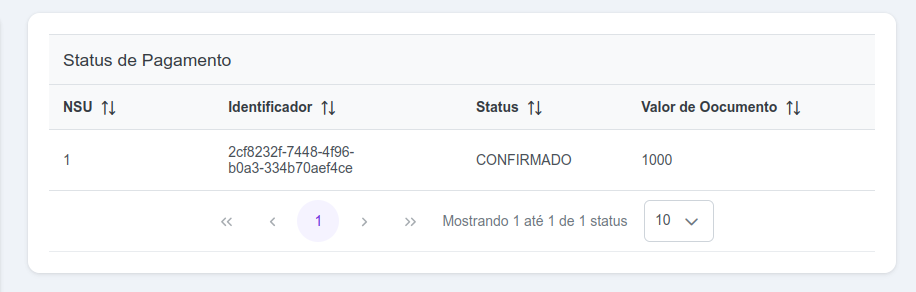 Status de Pagamento
NSU Identificador Status Valor de Oocumento
1 2cf8232f-7448-4f96-
b0a3-334b70aef4ce CONFIRMADO 1000
« ‹ 1 › » Mostrando 1 até 1 de 1 status 10